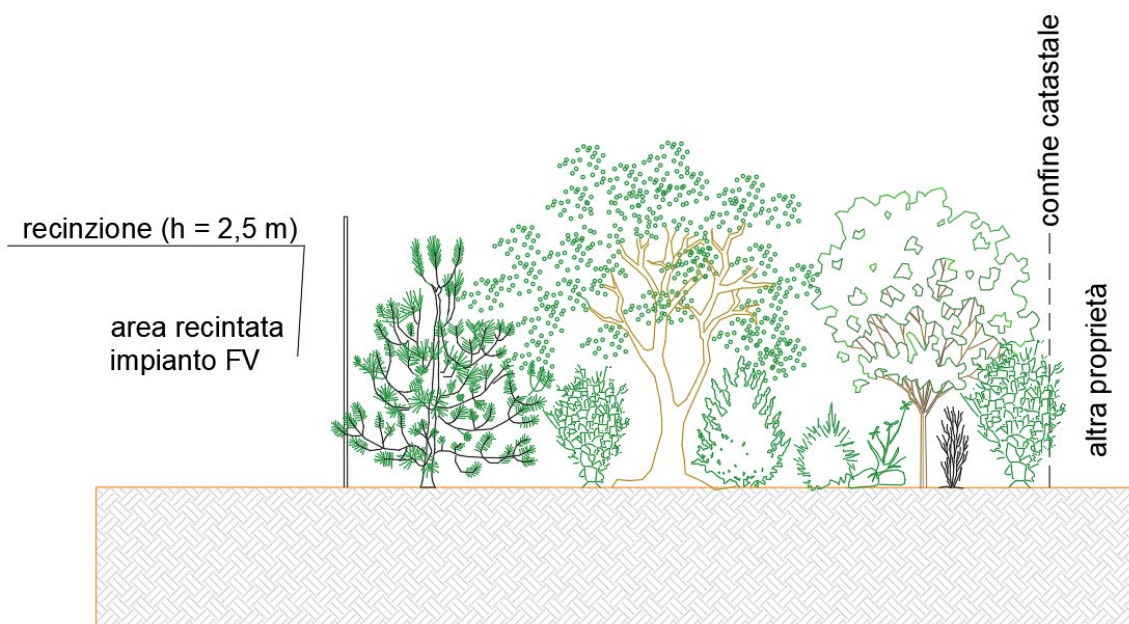 recinzione (h = 2,5 m)
area recintata
impianto FV
confine catastale
altra proprietà